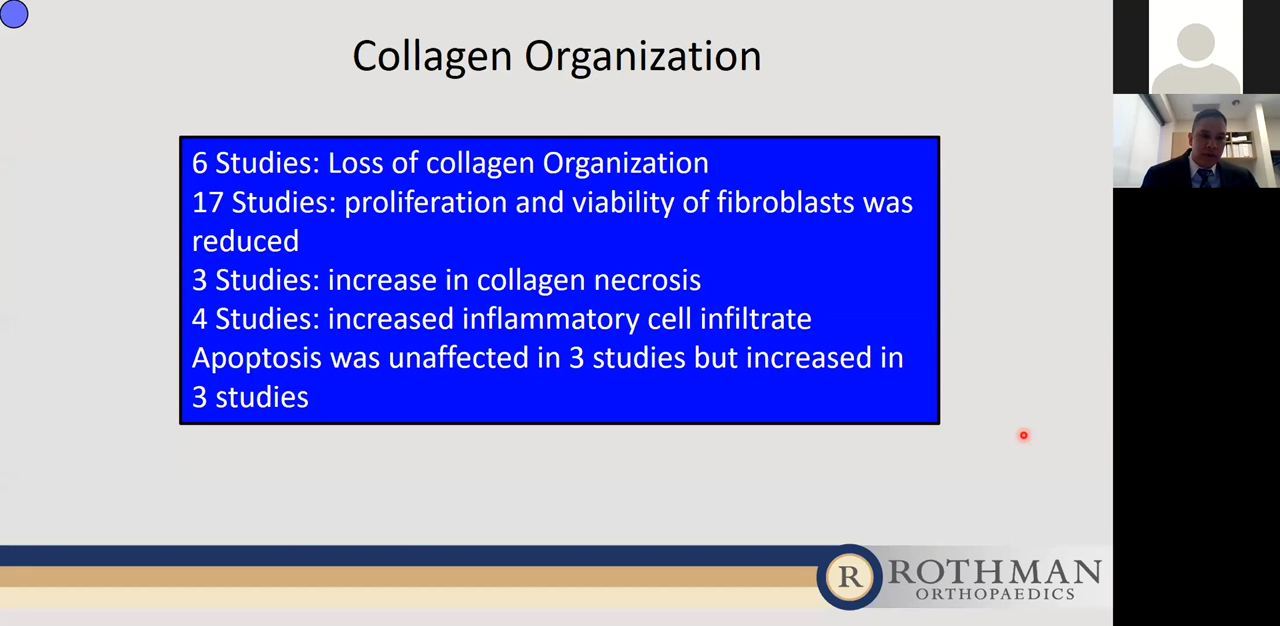 Collagen Organization
6 Studies: Loss of collagen Organization
17 Studies: proliferation and viability of fibroblasts was
reduced
3 Studies: increase in collagen necrosis
4 Studies: increased inflammatory cell infiltrate
Apoptosis was unaffected in 3 studies but increased in
3 studies
R ROTHMAN
ORTHOPAEDICS